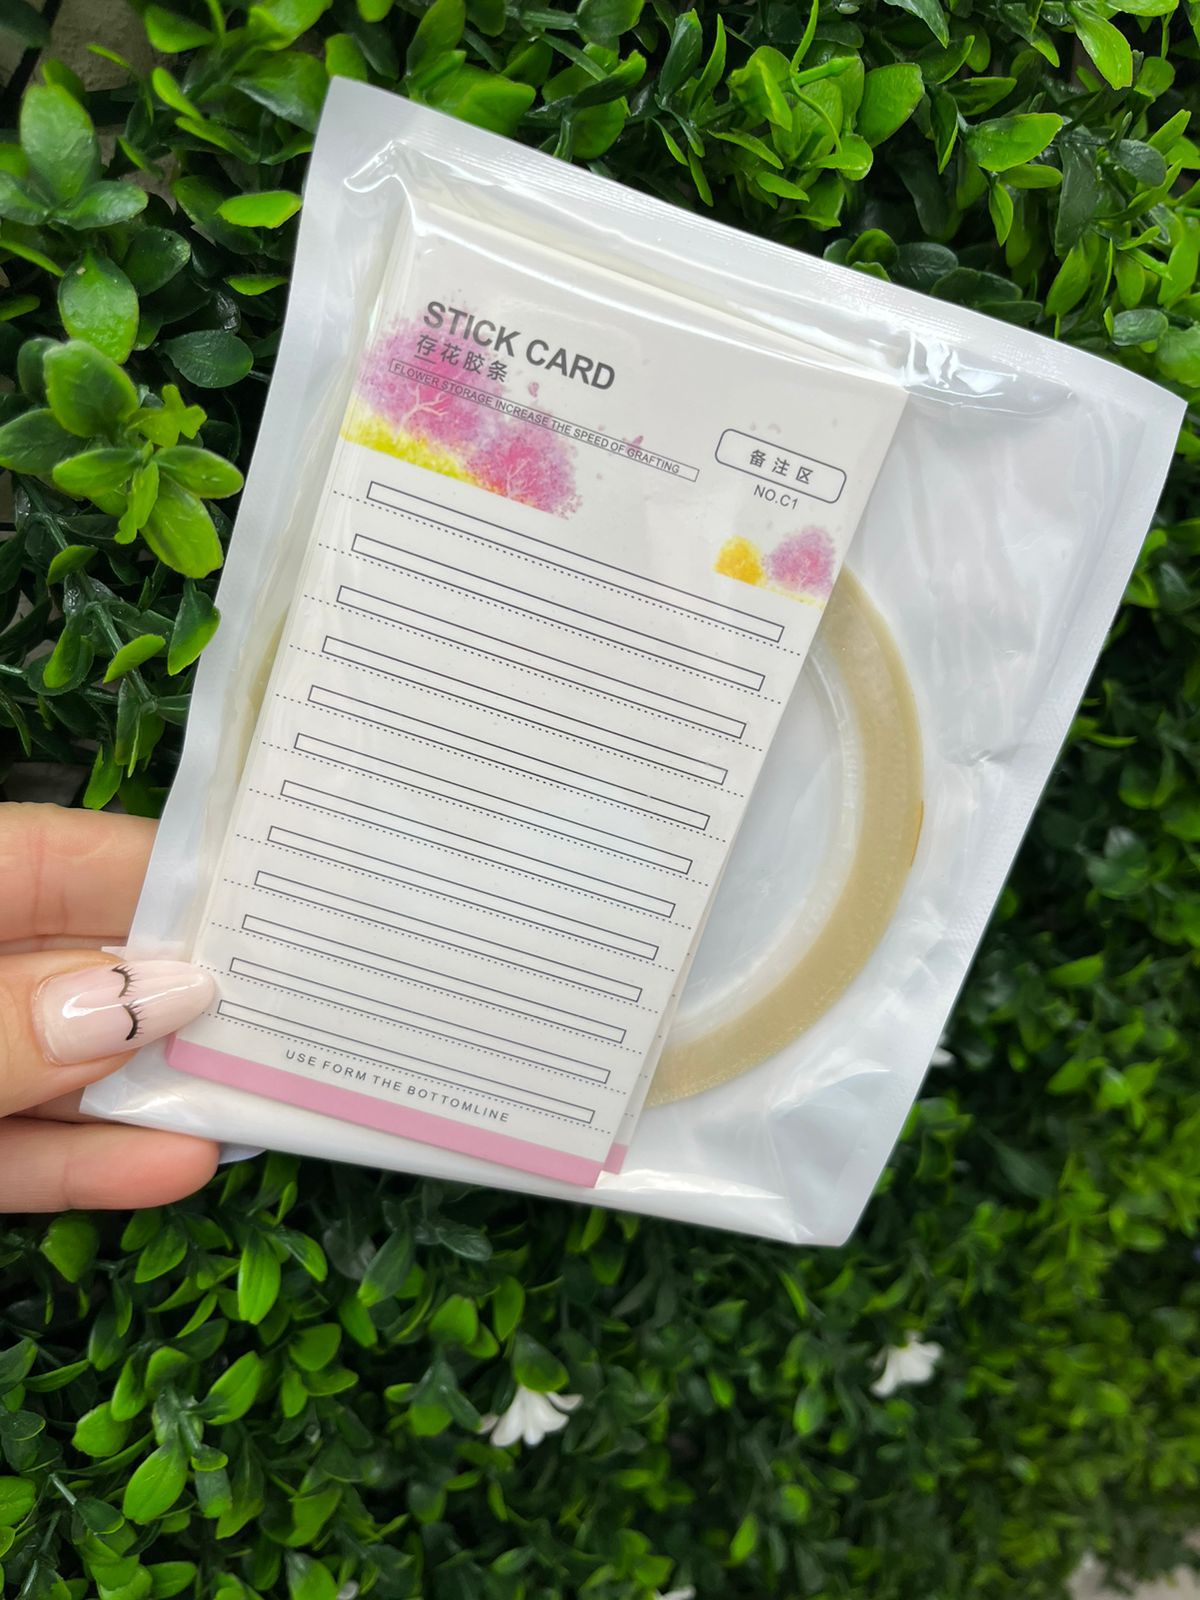 STICK CARD
存花胶条
FLOWER STORAGE INCREASE THE SPEED OF GRAFTING
备注区
NO.C1
USE FORM THE BOTTOMLINE